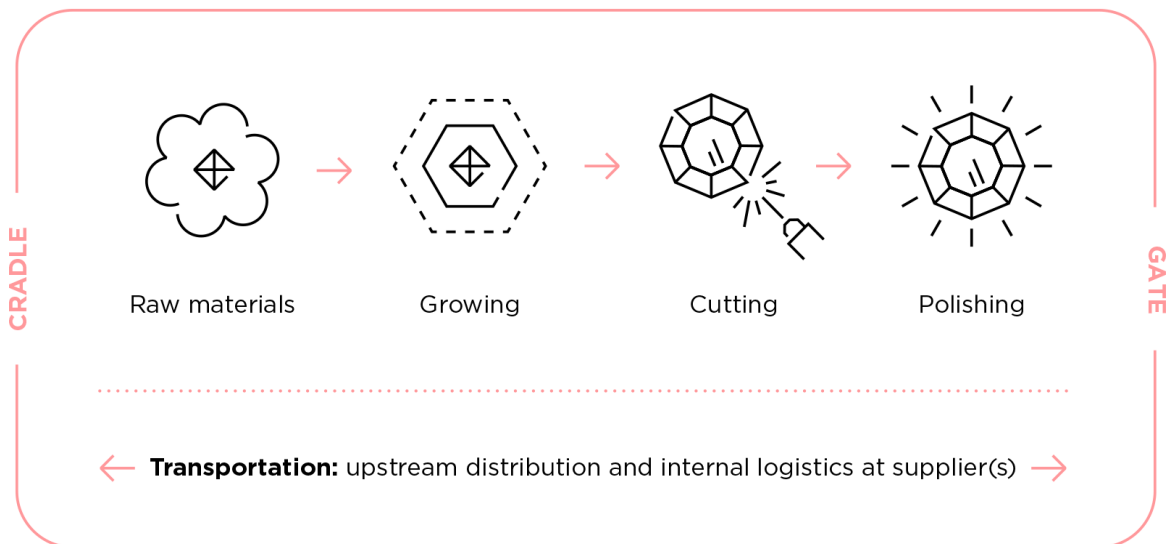 CRADLE
GATE
Raw materials
Growing
Cutting
Polishing
Transportation: upstream distribution and internal logistics at supplier(s)